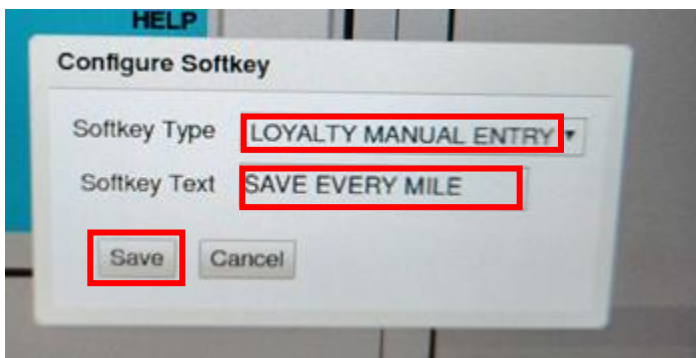 HELP
Configure Softkey
Softkey Type LOYALTY MANUAL ENTRY
Softkey Text SAVE EVERY MILE
Save Cancel